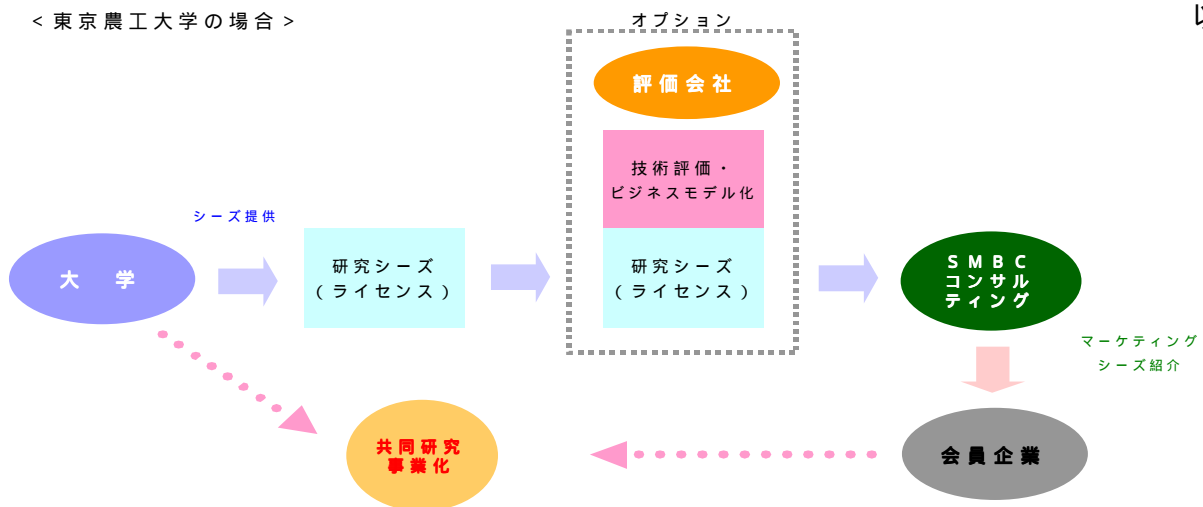 ＜東京農工大学の場合＞
オプション
評価会社
技術評価・
ビジネスモデル化
シーズ提供
大　学
研究シーズ
（ライセンス）
研究シーズ
（ライセンス）
ＳＭＢＣ
コンサル
ティング
マーケティング
シーズ紹介
共同研究
事業化
会員企業